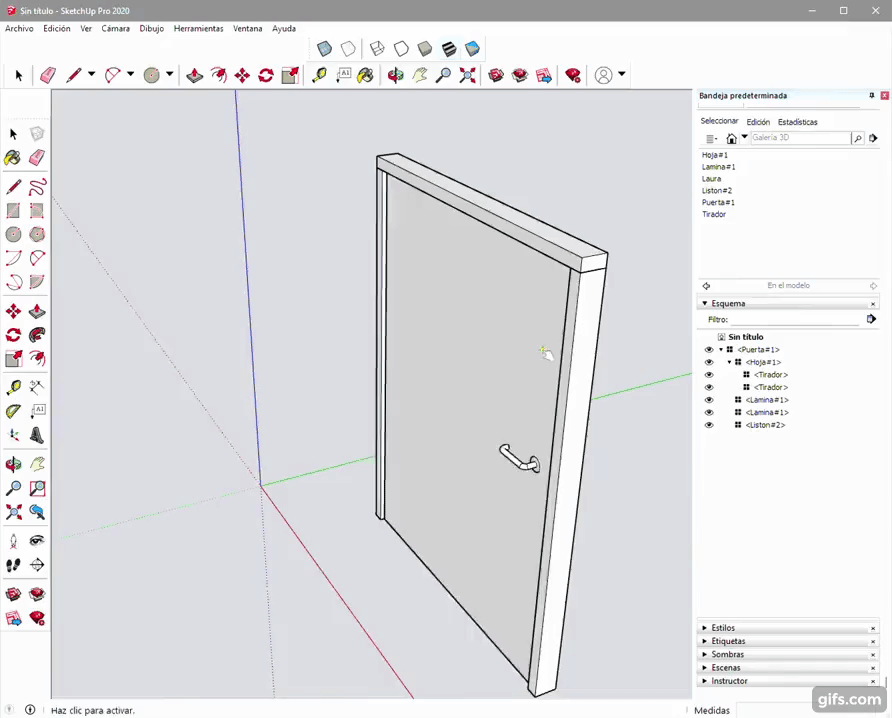 Sin título - SketchUp Pro 2020
Archivo Edición Ver Cámara Dibujo Herramientas Ventana Ayuda
Bandeja predeterminada
Seleccionar Edición Estadísticas
Galería 3D
Hoja#1
Lamina#1
Laura
Liston#2
Puerta#1
Tirador
En el modelo
Esquema
Filtro:
Sin título
<Puerta#1>
<Hoja#1>
<Tirador>
<Tirador>
<Lamina#1>
<Lamina#1>
<Liston#2>
Estilos
Etiquetas
Sombras
Escenas
Instructor
Haz clic para activar.
Medidas
gifs.com